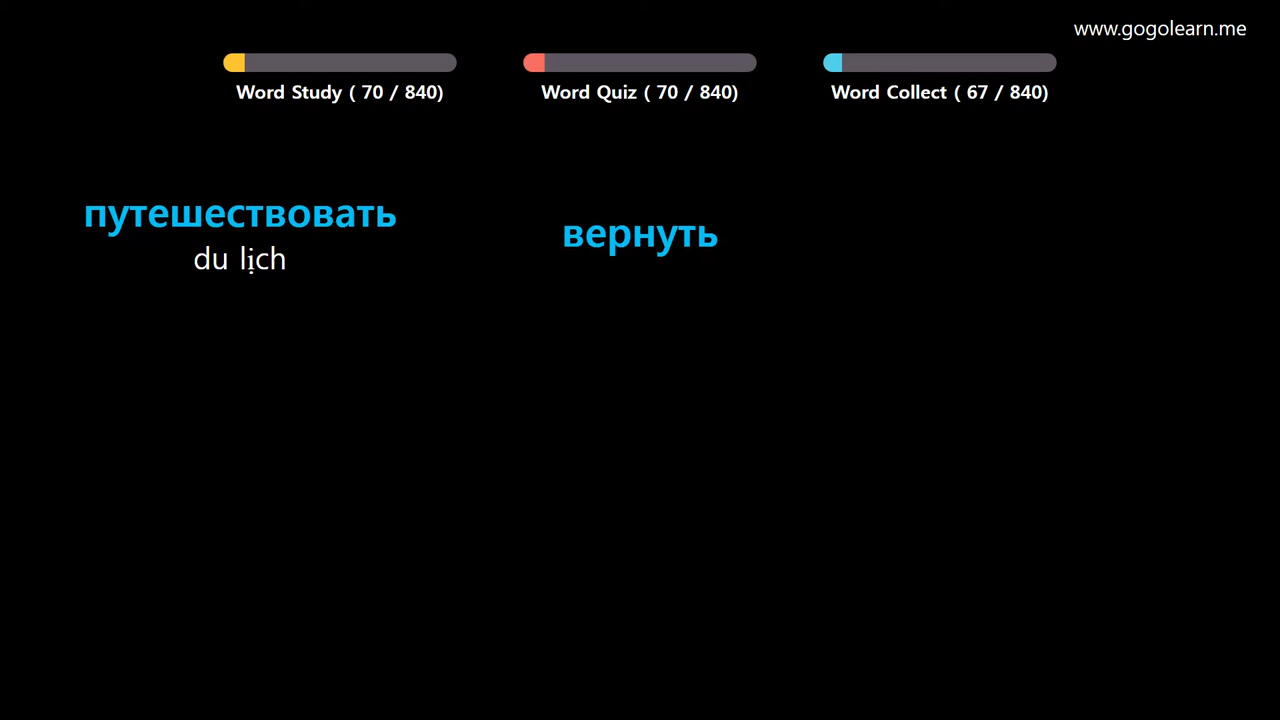 www.gogolearn.me
Word Study ( 70 / 840)
Word Quiz ( 70 / 840)
Word Collect ( 67 / 840)
путешествовать
du lịch
вернуть